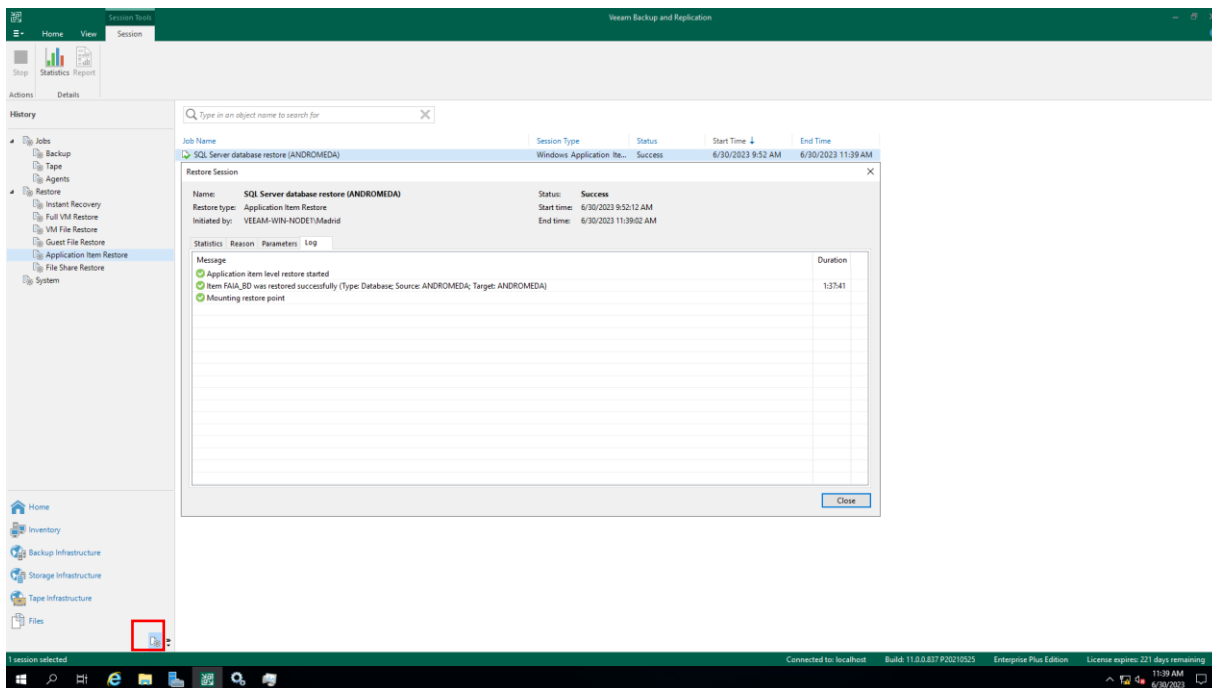 Session Tools
Veeam Backup and Replication
Home View Session
Stop Statistics Report
Actions Details
History
Type in an object name to search for
Jobs
Backup
Tape
Agents
Restore
Instant Recovery
Full VM Restore
VM File Restore
Guest File Restore
Application Item Restore
File Share Restore
System
Job Name Session Type Status Start Time ↓ End Time
SQL Server database restore (ANDROMEDA) Windows Application Ite... Success 6/30/2023 9:52 AM 6/30/2023 11:39 AM
Restore Session
Name: SQL Server database restore (ANDROMEDA) Status: Success
Restore type: Application Item Restore Start time: 6/30/2023 9:52:12 AM
Initiated by: VEEAM-WIN-NODE1\Madrid End time: 6/30/2023 11:39:02 AM
Statistics Reason Parameters Log
Message Duration
Application item level restore started
Item FAIA_BD was restored successfully (Type: Database; Source: ANDROMEDA; Target: ANDROMEDA) 1:37:41
Mounting restore point
Close
Home
Inventory
Backup Infrastructure
Storage Infrastructure
Tape Infrastructure
Files
1 session selected Connected to: localhost Build: 11.0.0.837 P20210525 Enterprise Plus Edition License expires: 221 days remaining
11:39 AM
6/30/2023